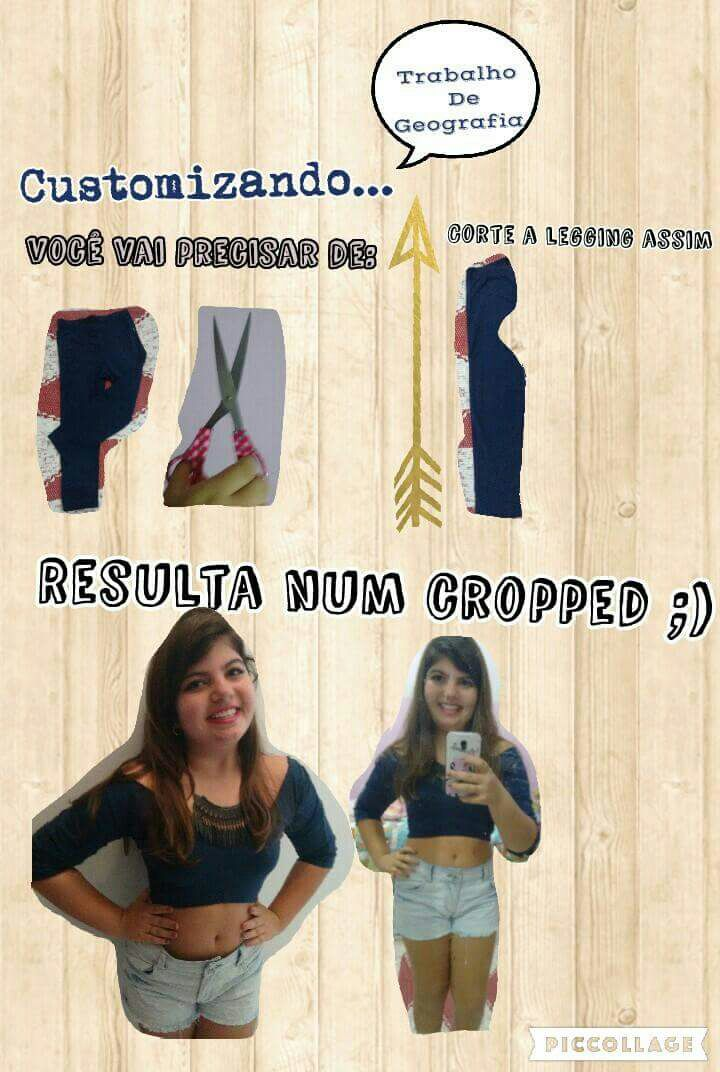 Trabalho
De
Geografia
Customizando...
VOCÊ VAI PRECISAR DE:
CORTE A LEGGING ASSIM
RESULTA NUM CROPPED ;)
PICCOLLAGE